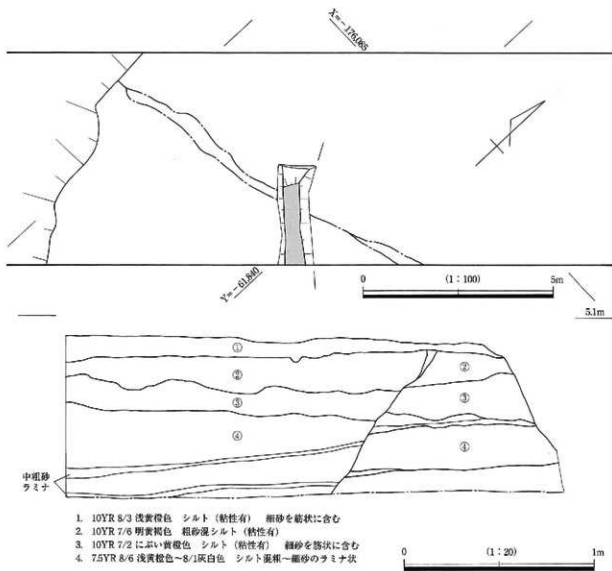 X=-176,085
Y=-61,840
0 (1:100) 5m
5.1m
①
② ②
③ ③
④ ④
中粗砂
ラミナ
1. 10YR 8/3 浅黄橙色 シルト（粘性有） 細砂を筋状に含む
2. 10YR 7/6 明黄褐色 粗砂混シルト（粘性有）
3. 10YR 7/2 にぶい黄橙色 シルト（粘性有） 細砂を筋状に含む
4. 7.5YR 8/6 浅黄橙色～8/1灰白色 シルト混粗～細砂のラミナ状
0 (1:20) 1m